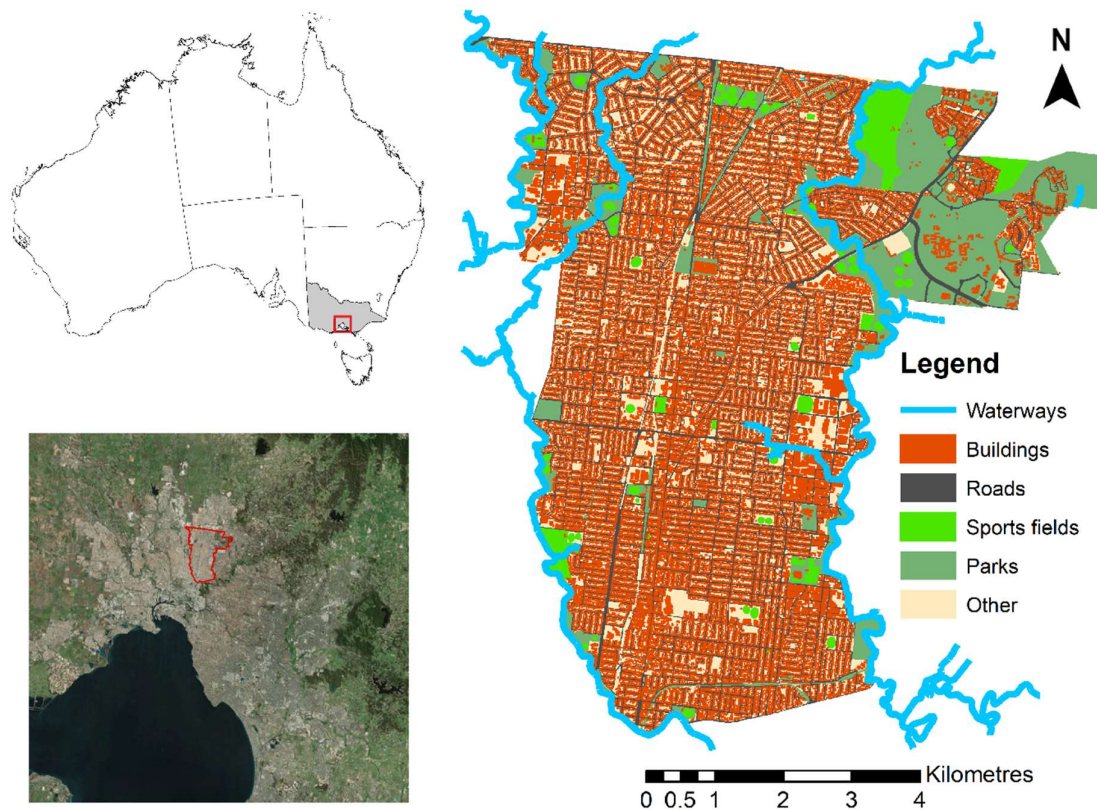 N
Legend
Waterways
Buildings
Roads
Sports fields
Parks
Other
Kilometres
0 0.5 1 2 3 4